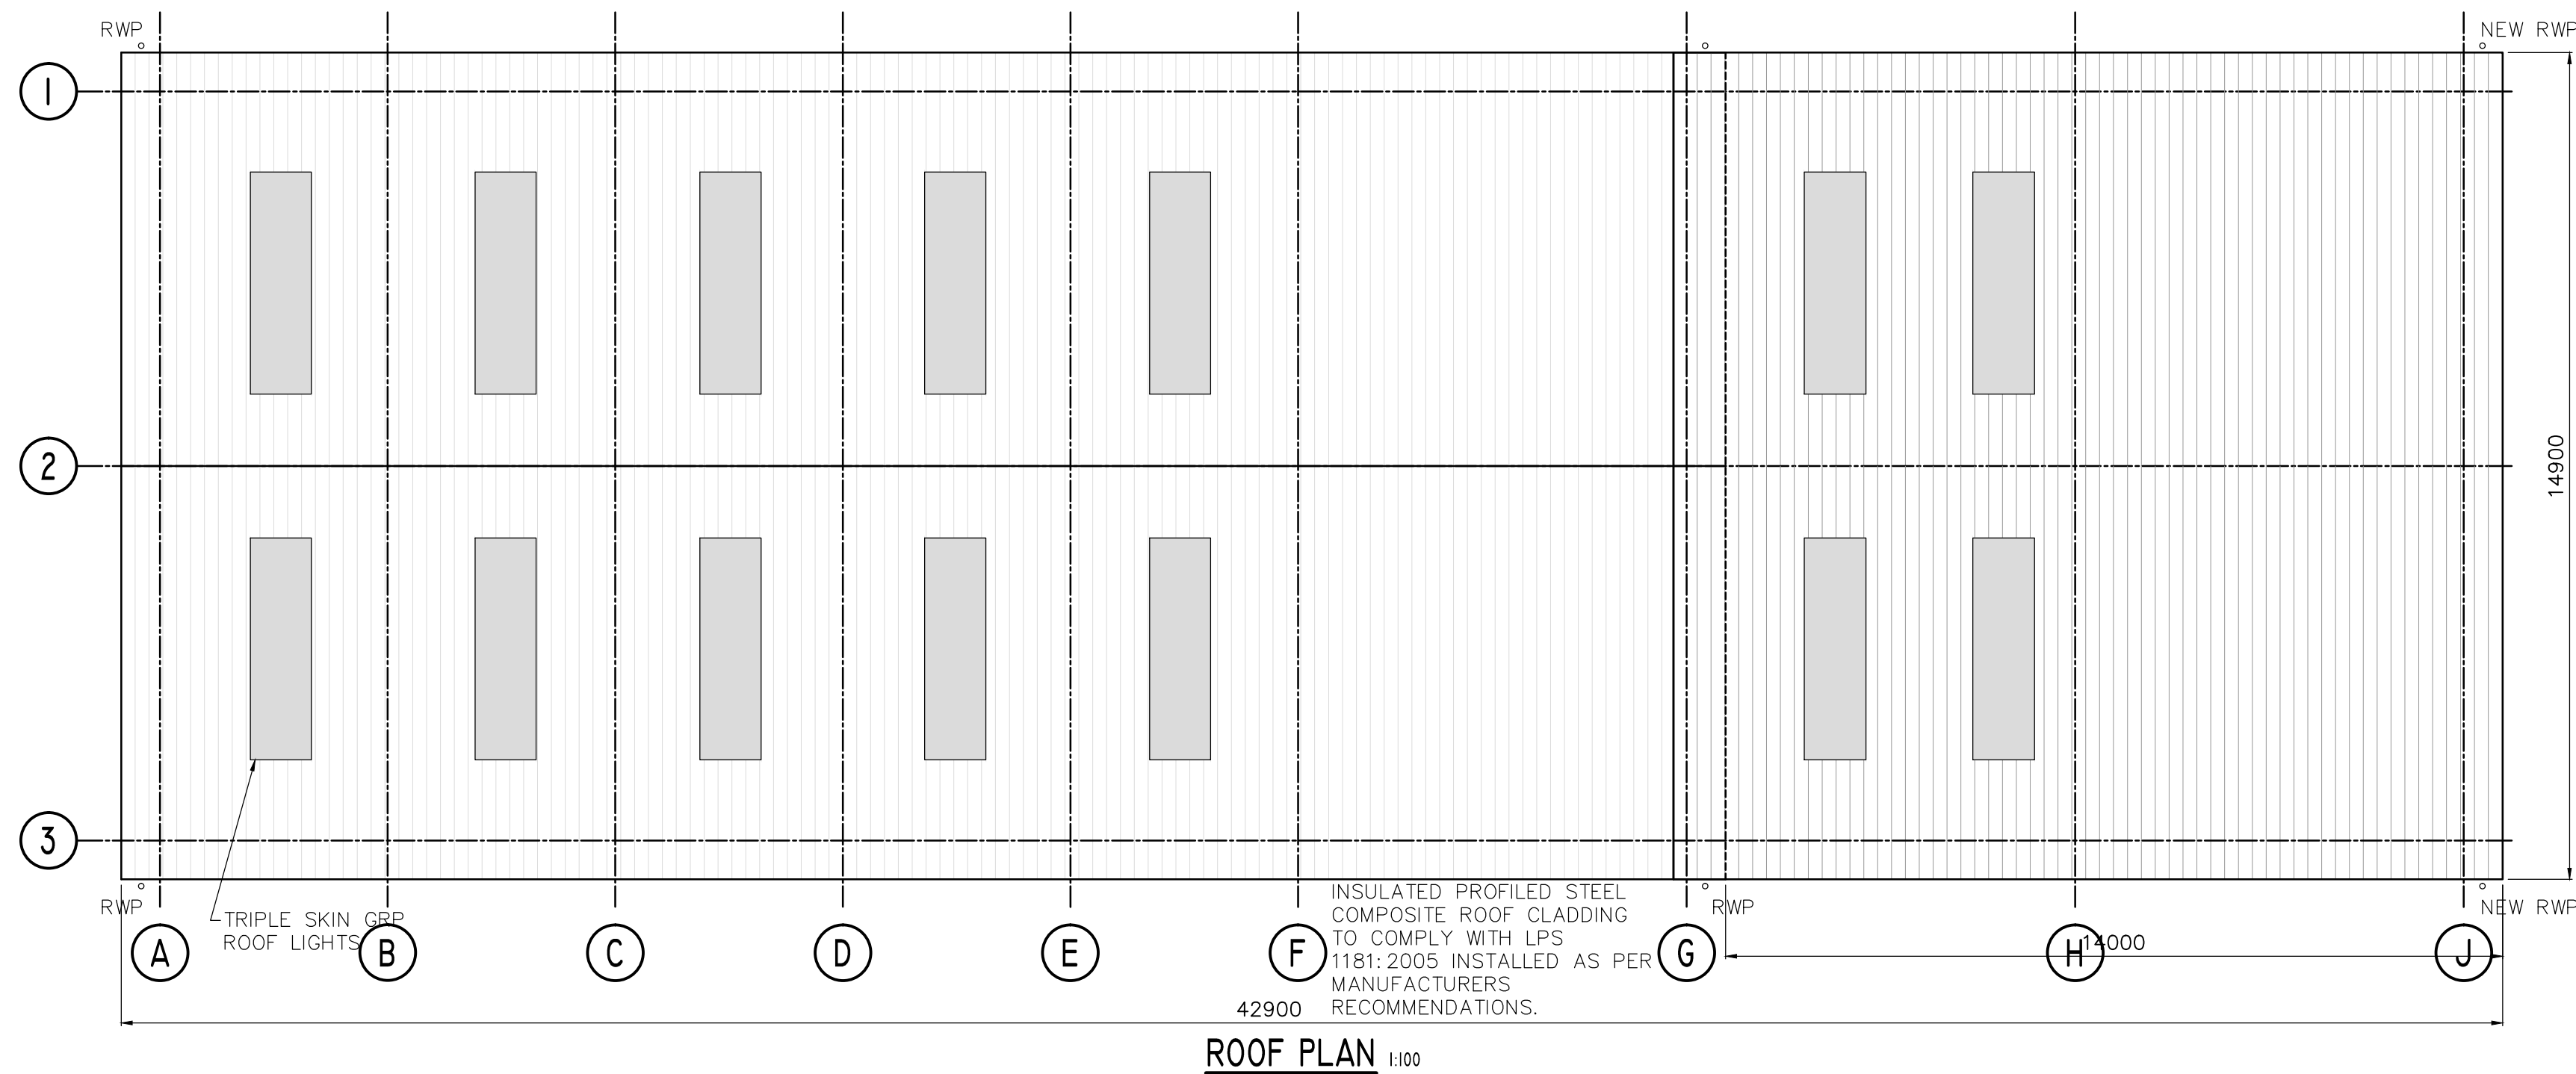 RWP
NEW RWP
1
2
14900
3
RWP
TRIPLE SKIN GRP
ROOF LIGHTS
INSULATED PROFILED STEEL
COMPOSITE ROOF CLADDING
TO COMPLY WITH LPS
1181:2005 INSTALLED AS PER
MANUFACTURERS
RECOMMENDATIONS.
RWP
NEW RWP
A
B
C
D
E
F
G
H
14000
J
42900
ROOF PLAN 1:100